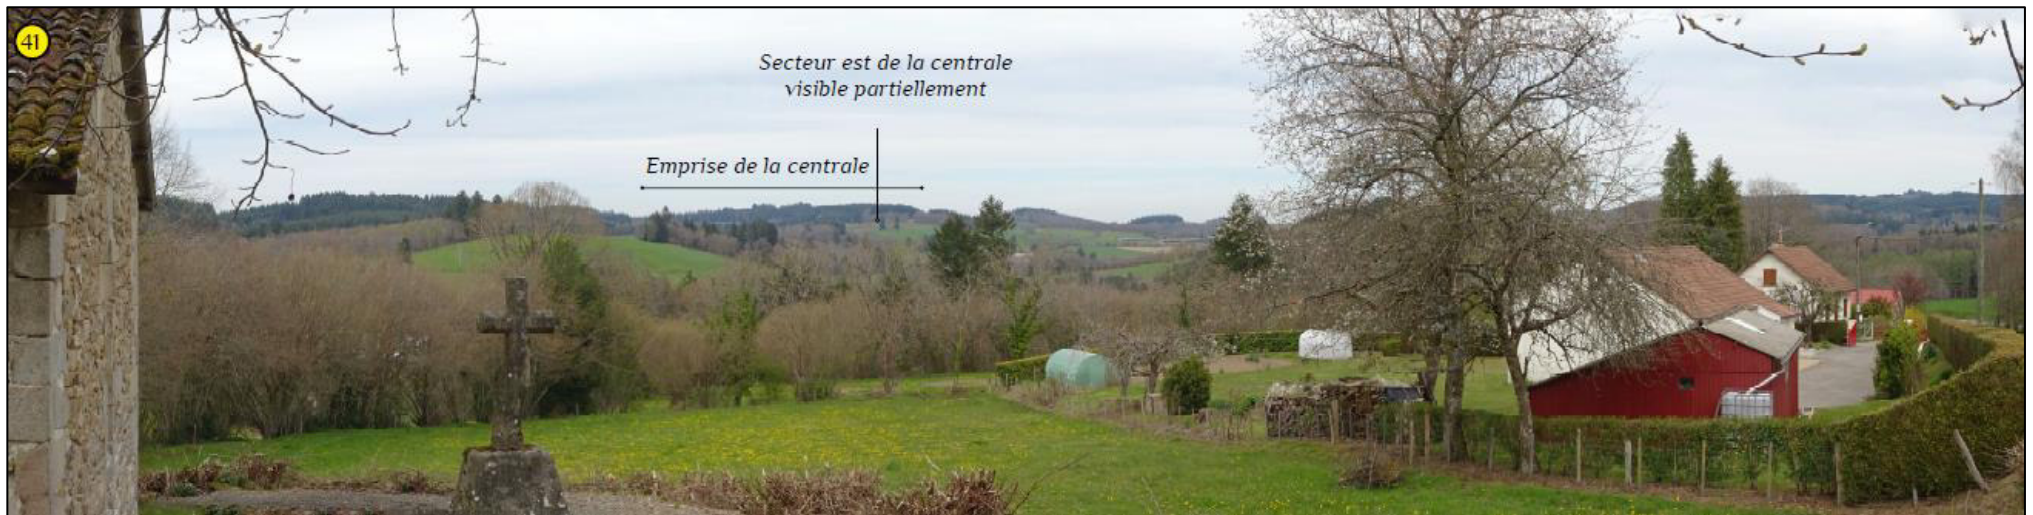 41
Secteur est de la centrale
visible partiellement
Emprise de la centrale